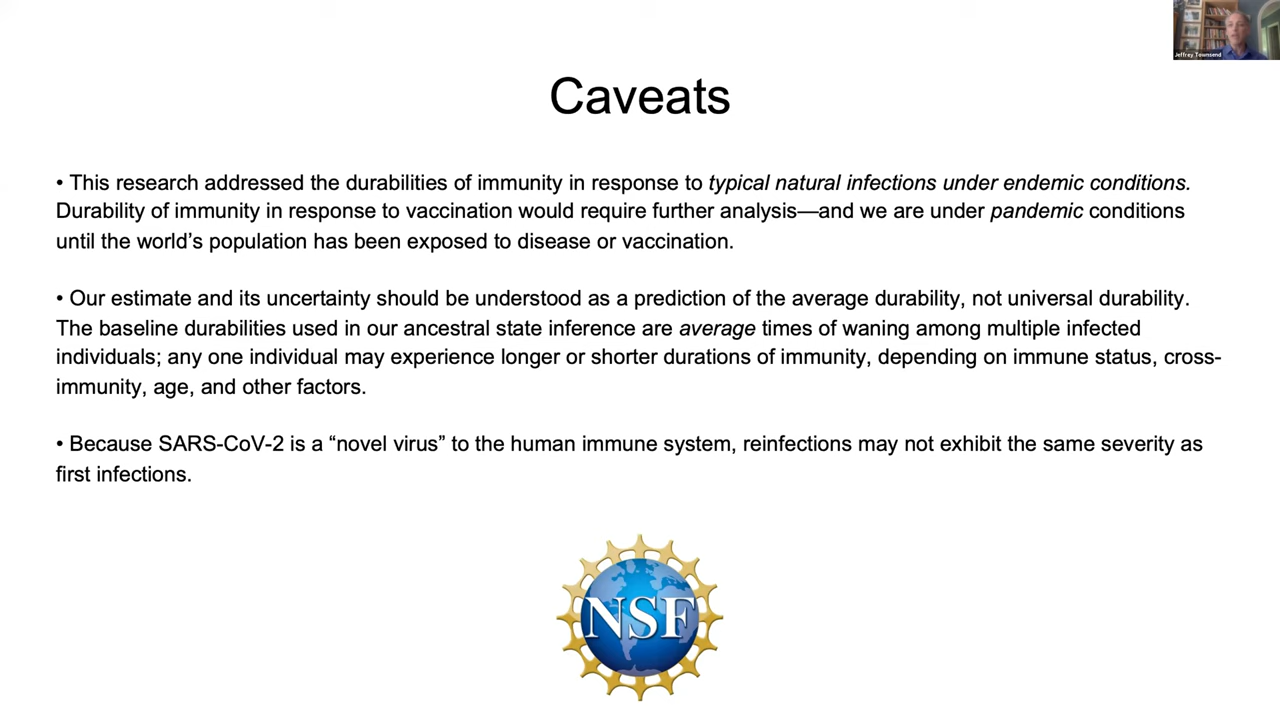 Jeffrey Townsend
Caveats
• This research addressed the durabilities of immunity in response to typical natural infections under endemic conditions.
Durability of immunity in response to vaccination would require further analysis—and we are under pandemic conditions
until the world’s population has been exposed to disease or vaccination.
• Our estimate and its uncertainty should be understood as a prediction of the average durability, not universal durability.
The baseline durabilities used in our ancestral state inference are average times of waning among multiple infected
individuals; any one individual may experience longer or shorter durations of immunity, depending on immune status, cross-
immunity, age, and other factors.
• Because SARS-CoV-2 is a “novel virus” to the human immune system, reinfections may not exhibit the same severity as
first infections.
NSF